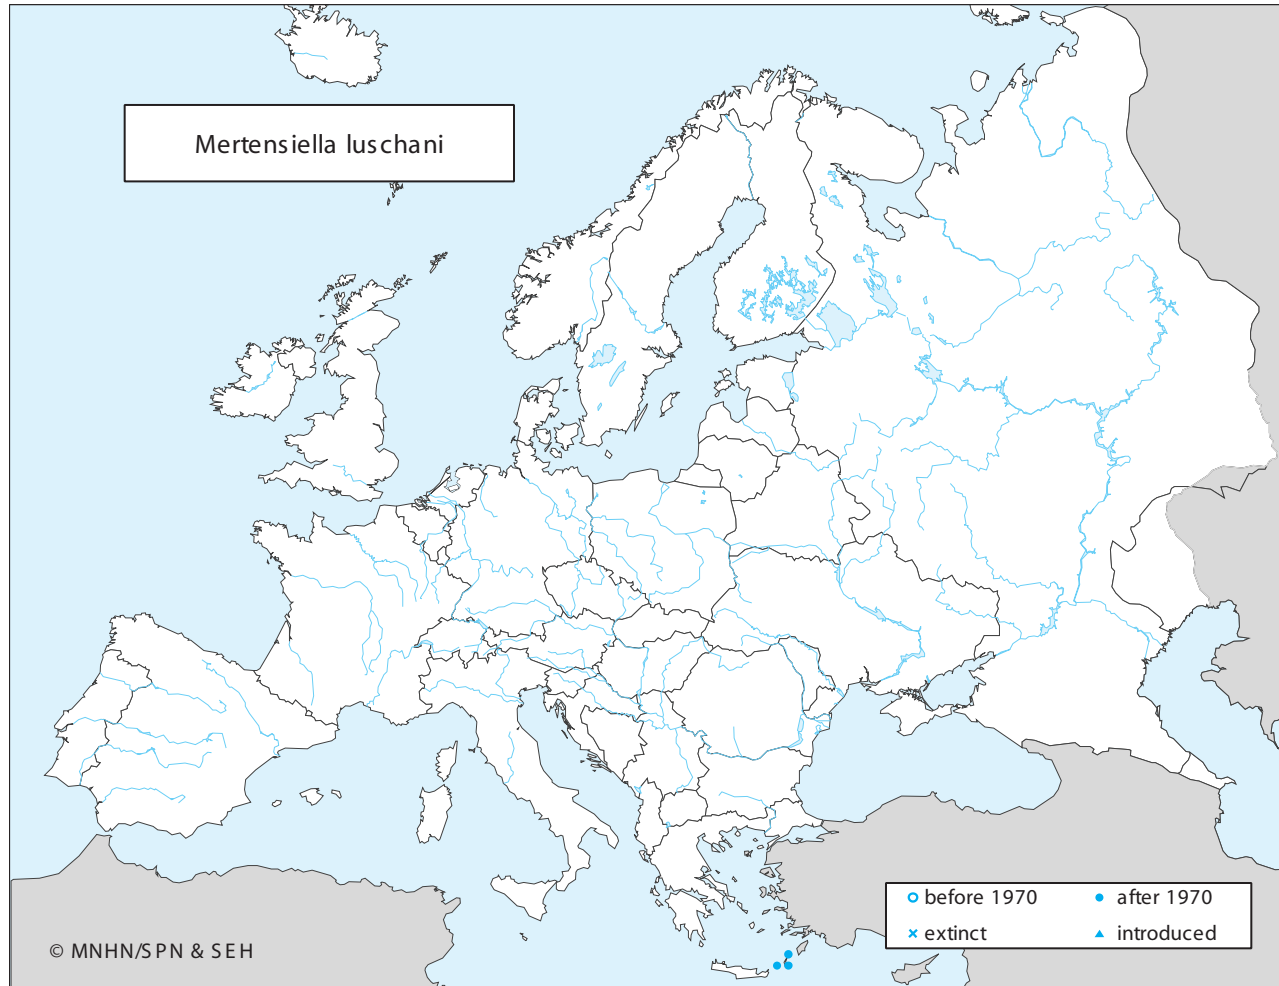 Mertensiella luschani
before 1970
after 1970
extinct
introduced
© MNHN/SPN & SEH